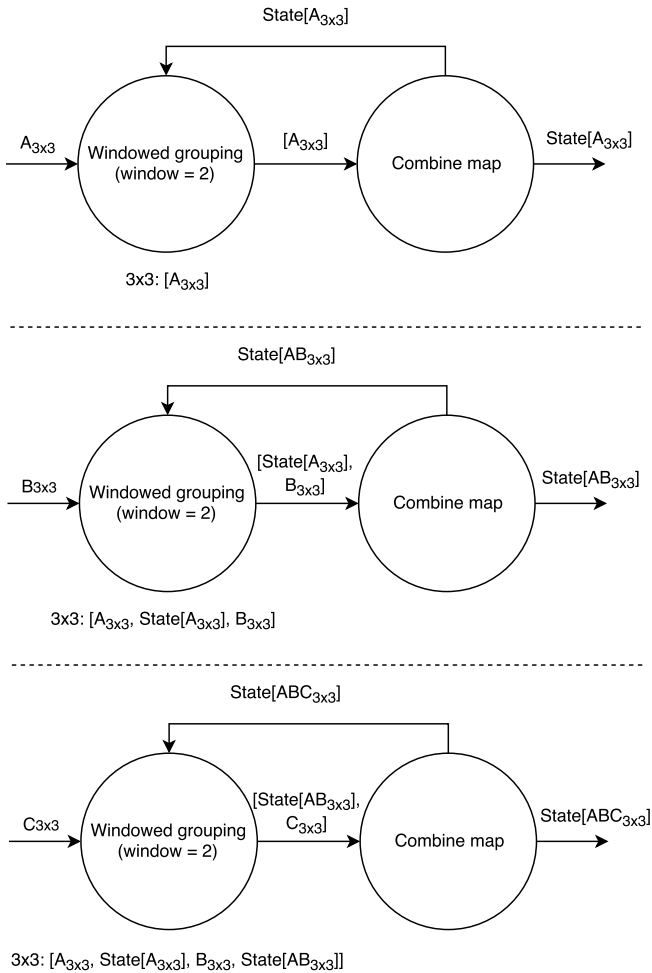 State[A3x3]
A3x3
Windowed grouping
(window = 2)
[A3x3]
Combine map
State[A3x3]
3x3: [A3x3]
State[AB3x3]
B3x3
Windowed grouping
(window = 2)
[State[A3x3],
B3x3]
Combine map
State[AB3x3]
3x3: [A3x3, State[A3x3], B3x3]
State[ABC3x3]
C3x3
Windowed grouping
(window = 2)
[State[AB3x3],
C3x3]
Combine map
State[ABC3x3]
3x3: [A3x3, State[A3x3], B3x3, State[AB3x3]]